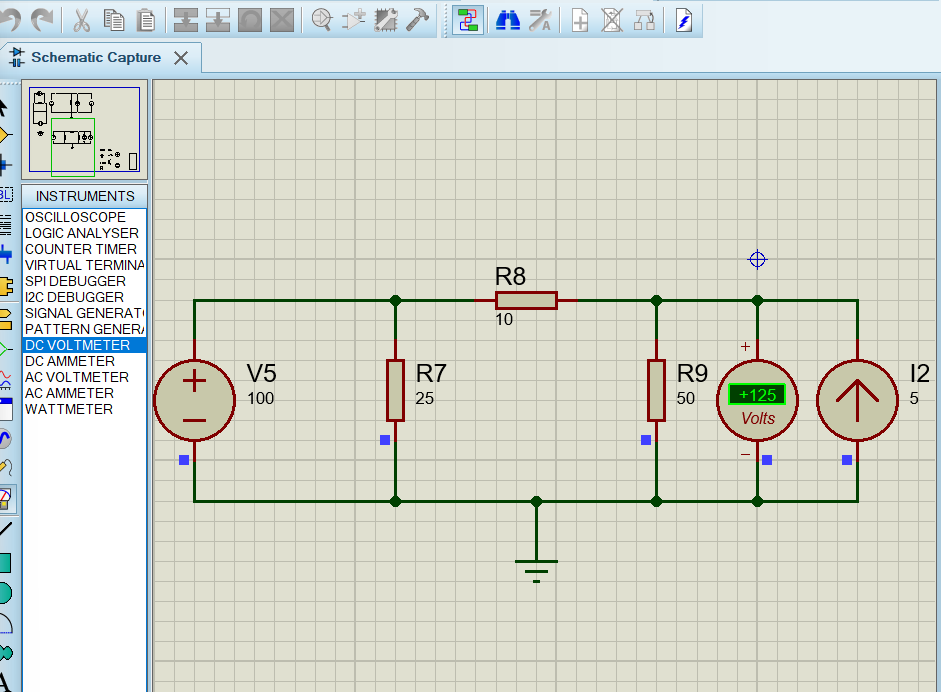 Schematic Capture
INSTRUMENTS
OSCILLOSCOPE
LOGIC ANALYSER
COUNTER TIMER
VIRTUAL TERMINA
SPI DEBUGGER
I2C DEBUGGER
SIGNAL GENERAT
PATTERN GENERA
DC VOLTMETER
DC AMMETER
AC VOLTMETER
AC AMMETER
WATTMETER
R8
10
V5
100
R7
25
R9
50
+
+125
Volts
−
I2
5